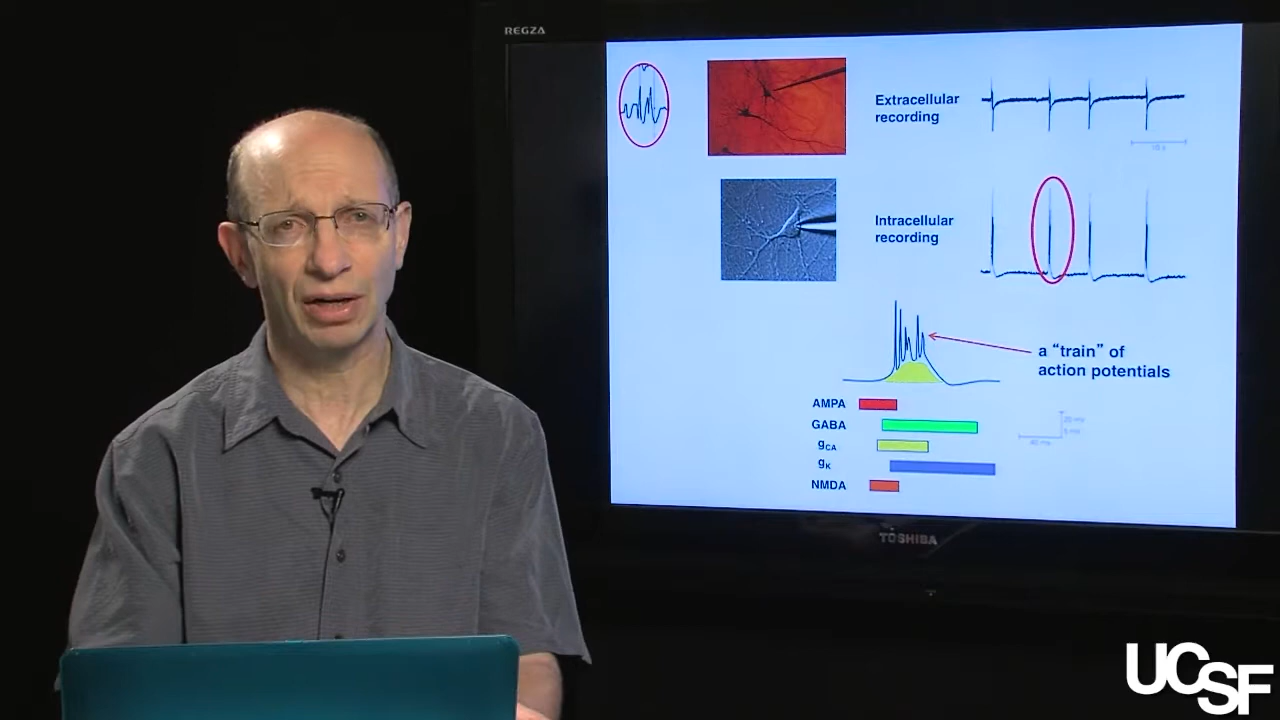 REGZA
Extracellular
recording
Intracellular
recording
a “train” of
action potentials
AMPA
GABA
gCA
gK
NMDA
TOSHIBA
UCSF